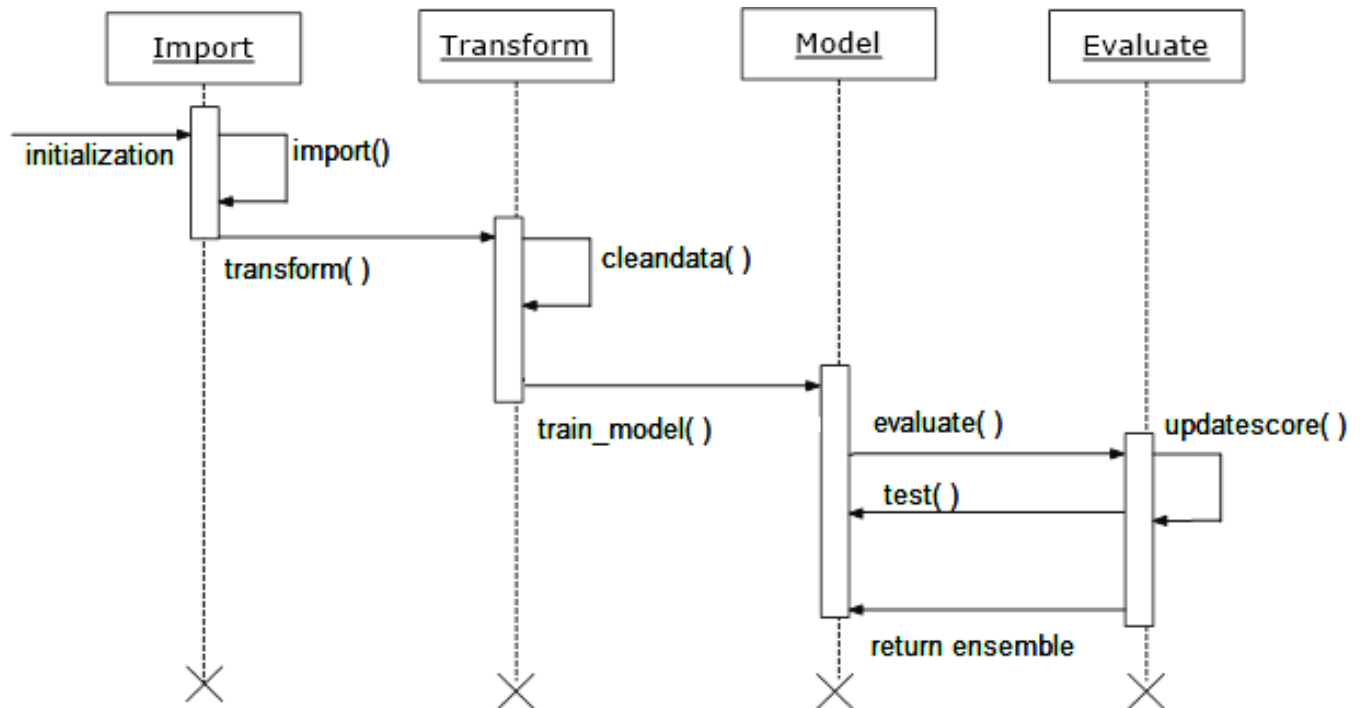 Import
Transform
Model
Evaluate
initialization
import()
transform( )
cleandata( )
train_model( )
evaluate( )
updatescore( )
test( )
return ensemble